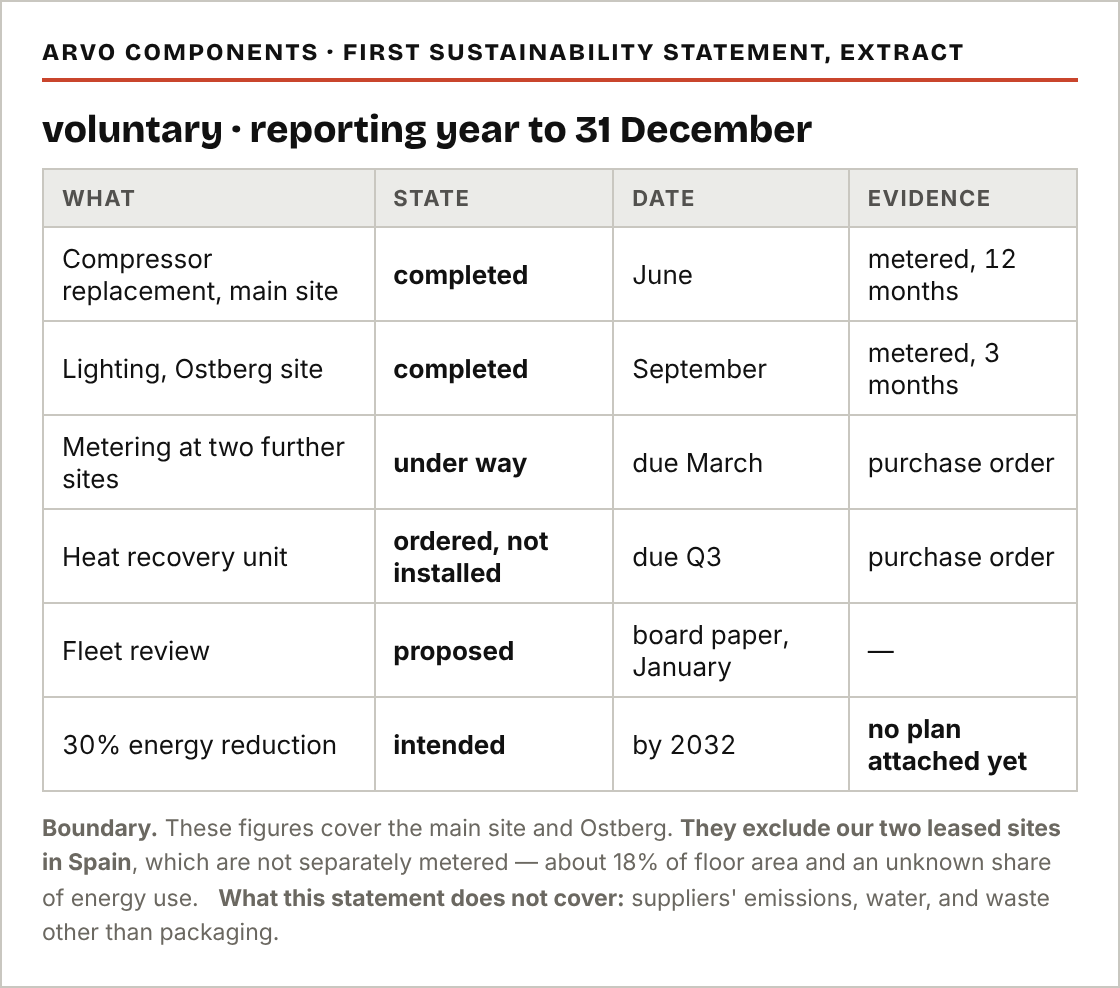 ARVO COMPONENTS · FIRST SUSTAINABILITY STATEMENT, EXTRACT
voluntary · reporting year to 31 December
WHAT STATE DATE EVIDENCE
Compressor
replacement, main site
completed
June
metered, 12
months
Lighting, Ostberg site
completed
September
metered, 3
months
Metering at two further
sites
under way
due March
purchase order
Heat recovery unit
ordered, not
installed
due Q3
purchase order
Fleet review
proposed
board paper,
January
—
30% energy reduction
intended
by 2032
no plan
attached yet
Boundary. These figures cover the main site and Ostberg. They exclude our two leased sites
in Spain, which are not separately metered — about 18% of floor area and an unknown share
of energy use. What this statement does not cover: suppliers' emissions, water, and waste
other than packaging.